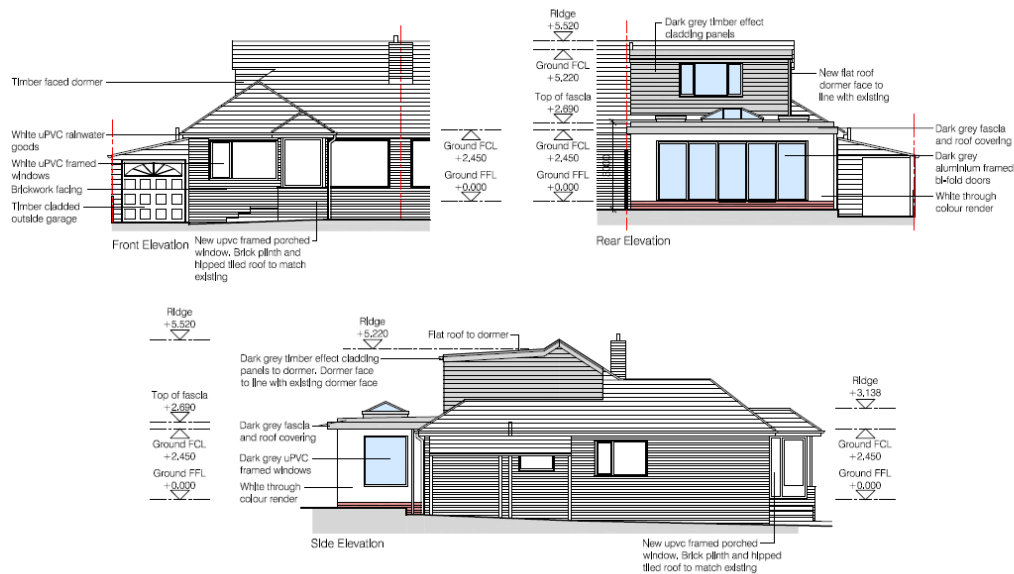 Timber faced dormer
White uPVC rainwater
goods
White uPVC framed
windows
Brickwork facing
Timber cladded
outside garage
Front Elevation
New upvc framed porched
window. Brick plinth and
hipped tiled roof to match
existing
Ground FCL
+2,450
Ground FFL
+0.000
Ridge
+5.520
Ground FCL
+5,220
Top of fascia
+2,690
Ground FCL
+2,450
Ground FFL
+0.000
Dark grey timber effect
cladding panels
New flat roof
dormer face to
line with existing
Dark grey fascia
and roof covering
Dark grey
aluminium framed
bi-fold doors
White through
colour render
Rear Elevation
Ridge
+5.520
Top of fascia
+2,690
Ground FCL
+2,450
Ground FFL
+0.000
Ridge
+5.220
Flat roof to dormer
Dark grey timber effect cladding
panels to dormer. Dormer face
to line with existing dormer face
Dark grey fascia
and roof covering
Dark grey uPVC
framed windows
White through
colour render
Side Elevation
Ridge
+3,138
Ground FCL
+2,450
Ground FFL
+0.000
New upvc framed porched
window. Brick plinth and hipped
tiled roof to match existing